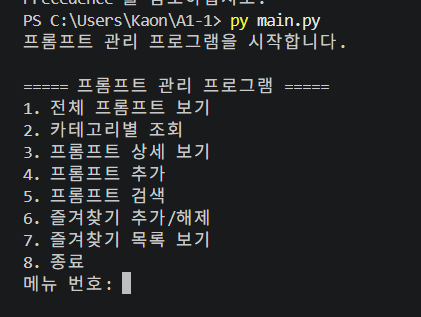 PS C:\Users\Kaon\A1-1> py main.py
프롬프트 관리 프로그램을 시작합니다.
===== 프롬프트 관리 프로그램 =====
1. 전체 프롬프트 보기
2. 카테고리별 조회
3. 프롬프트 상세 보기
4. 프롬프트 추가
5. 프롬프트 검색
6. 즐겨찾기 추가/해제
7. 즐겨찾기 목록 보기
8. 종료
메뉴 번호: